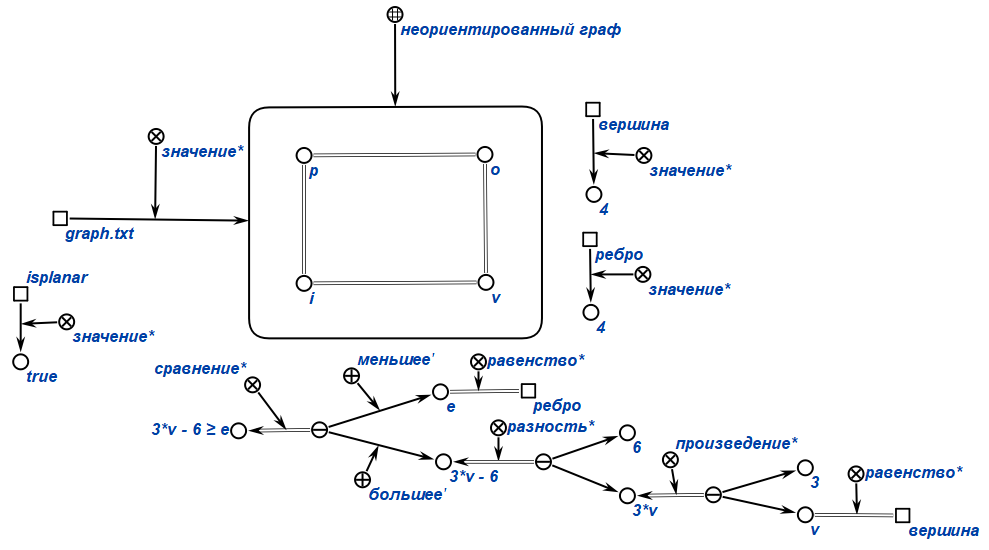 неориентированный граф
вершина
значение*
p
o
значение*
4
graph.txt
ребро
isplanar
i
v
значение*
4
значение*
true
меньшее'
равенство*
сравнение*
e
ребро
3*v - 6 ≥ e
разность*
6
произведение*
3*v - 6
3
равенство*
большее'
3*v
v
вершина